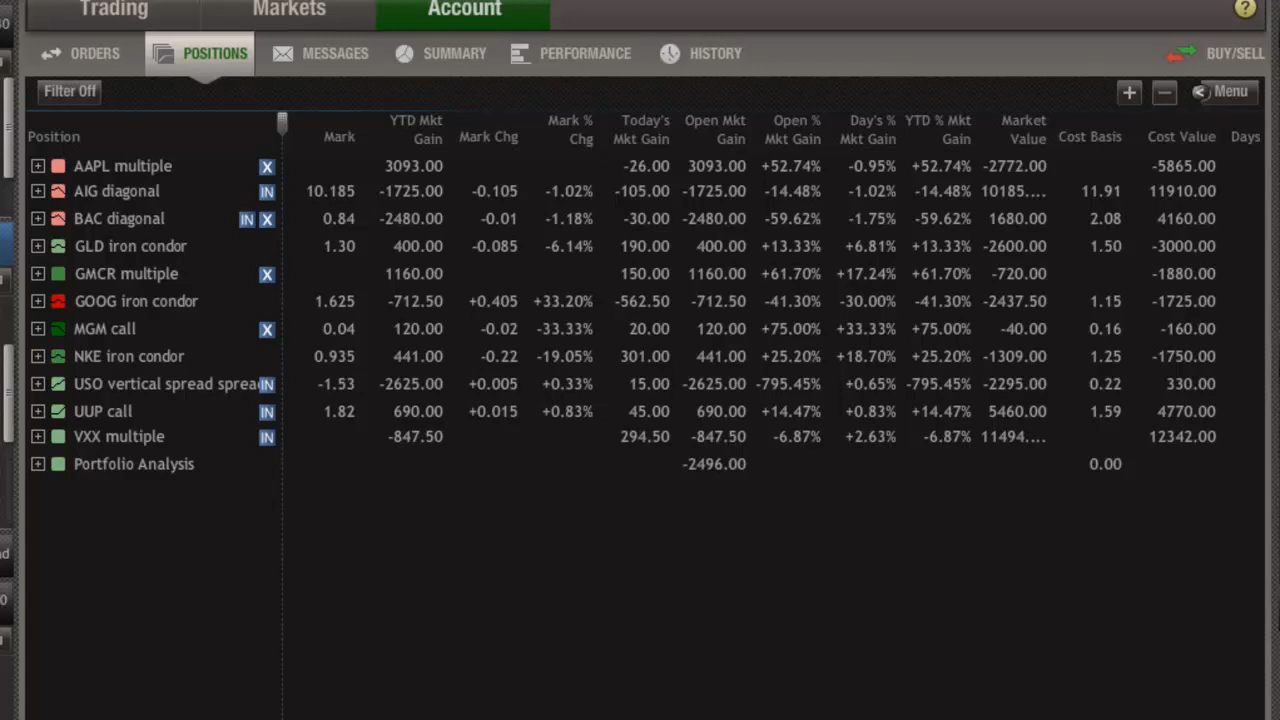 Trading Markets Account ?
ORDERS POSITIONS MESSAGES SUMMARY PERFORMANCE HISTORY BUY/SELL
Filter Off + − < Menu
Position Mark YTD Mkt Gain Mark Chg Mark % Chg Today's Mkt Gain Open Mkt Gain Open % Mkt Gain Day's % Mkt Gain YTD % Mkt Gain Market Value Cost Basis Cost Value Days
AAPL multiple X 3093.00 -26.00 3093.00 +52.74% -0.95% +52.74% -2772.00 -5865.00
AIG diagonal IN 10.185 -1725.00 -0.105 -1.02% -105.00 -1725.00 -14.48% -1.02% -14.48% 10185.... 11.91 11910.00
BAC diagonal IN X 0.84 -2480.00 -0.01 -1.18% -30.00 -2480.00 -59.62% -1.75% -59.62% 1680.00 2.08 4160.00
GLD iron condor 1.30 400.00 -0.085 -6.14% 190.00 400.00 +13.33% +6.81% +13.33% -2600.00 1.50 -3000.00
GMCR multiple X 1160.00 150.00 1160.00 +61.70% +17.24% +61.70% -720.00 -1880.00
GOOG iron condor 1.625 -712.50 +0.405 +33.20% -562.50 -712.50 -41.30% -30.00% -41.30% -2437.50 1.15 -1725.00
MGM call X 0.04 120.00 -0.02 -33.33% 20.00 120.00 +75.00% +33.33% +75.00% -40.00 0.16 -160.00
NKE iron condor 0.935 441.00 -0.22 -19.05% 301.00 441.00 +25.20% +18.70% +25.20% -1309.00 1.25 -1750.00
USO vertical spread sprea IN -1.53 -2625.00 +0.005 +0.33% 15.00 -2625.00 -795.45% +0.65% -795.45% -2295.00 0.22 330.00
UUP call IN 1.82 690.00 +0.015 +0.83% 45.00 690.00 +14.47% +0.83% +14.47% 5460.00 1.59 4770.00
VXX multiple IN -847.50 294.50 -847.50 -6.87% +2.63% -6.87% 11494.... 12342.00
Portfolio Analysis -2496.00 0.00